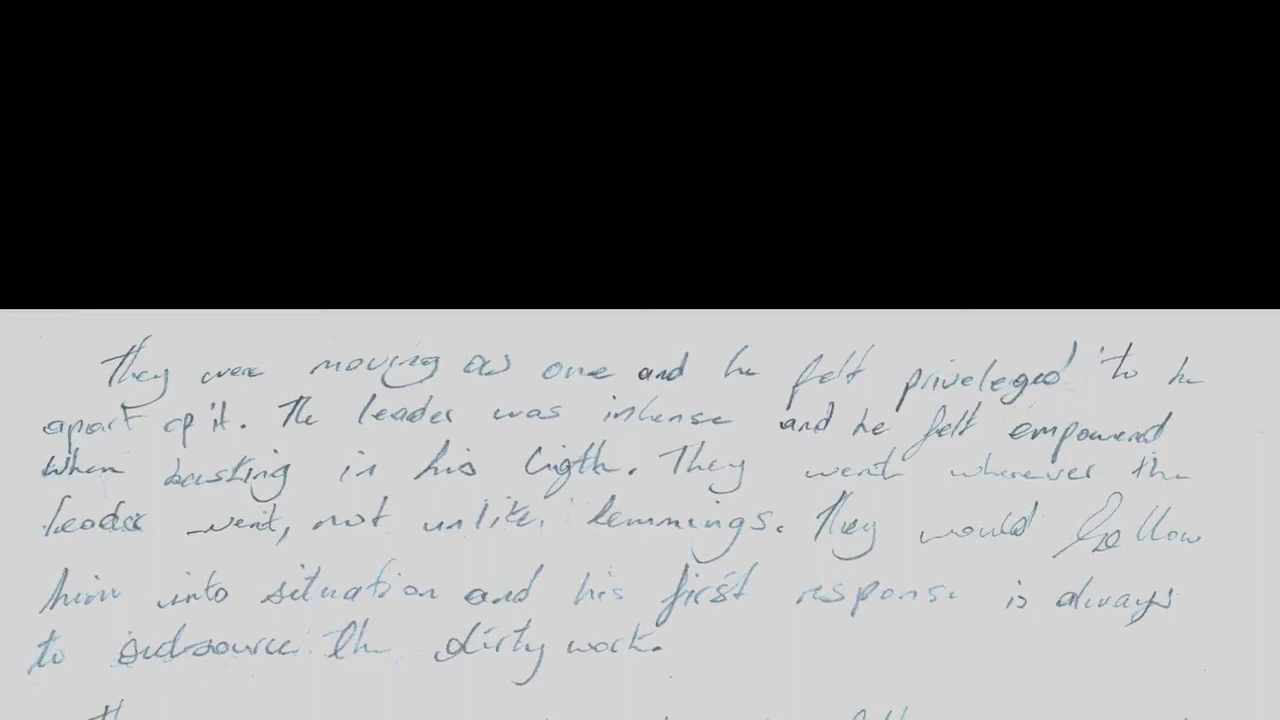 They were moving as one and he felt priveleged to be
apart of it. The leader was intense and he felt empowered
when basking in his ligth. They went wherever the
leader went, not unlike lemmings. They would follow
him into situation and his first response is always
to outsource the dirty work.